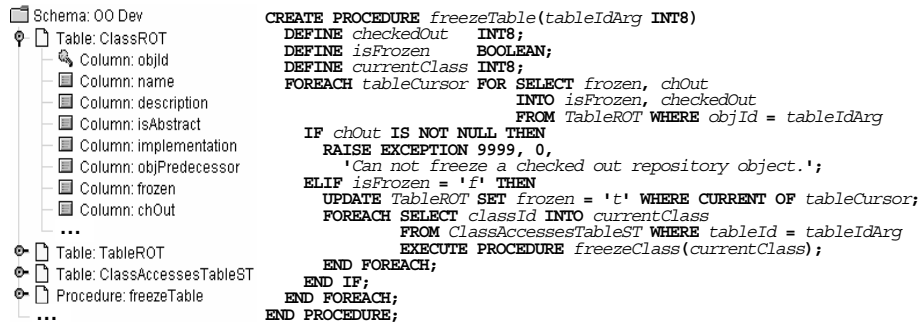 Schema: OO Dev
Table: ClassROT
Column: objId
Column: name
Column: description
Column: isAbstract
Column: implementation
Column: objPredecessor
Column: frozen
Column: chOut
...
Table: TableROT
Table: ClassAccessesTableST
Procedure: freezeTable
...
CREATE PROCEDURE freezeTable(tableIdArg INT8)
DEFINE checkedOut INT8;
DEFINE isFrozen BOOLEAN;
DEFINE currentClass INT8;
FOREACH tableCursor FOR SELECT frozen, chOut
INTO isFrozen, checkedOut
FROM TableROT WHERE objId = tableIdArg
IF chOut IS NOT NULL THEN
RAISE EXCEPTION 9999, 0,
'Can not freeze a checked out repository object.';
ELIF isFrozen = 'f' THEN
UPDATE TableROT SET frozen = 't' WHERE CURRENT OF tableCursor;
FOREACH SELECT classId INTO currentClass
FROM ClassAccessesTableST WHERE tableId = tableIdArg
EXECUTE PROCEDURE freezeClass(currentClass);
END FOREACH;
END IF;
END FOREACH;
END PROCEDURE;